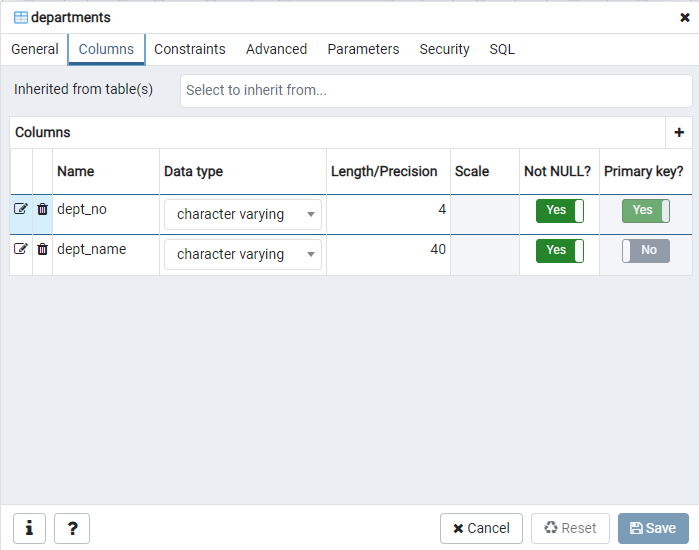 departments
General Columns Constraints Advanced Parameters Security SQL
Inherited from table(s) Select to inherit from...
Columns
Name Data type Length/Precision Scale Not NULL? Primary key?
dept_no character varying 4 Yes Yes
dept_name character varying 40 Yes No
i ? Cancel Reset Save